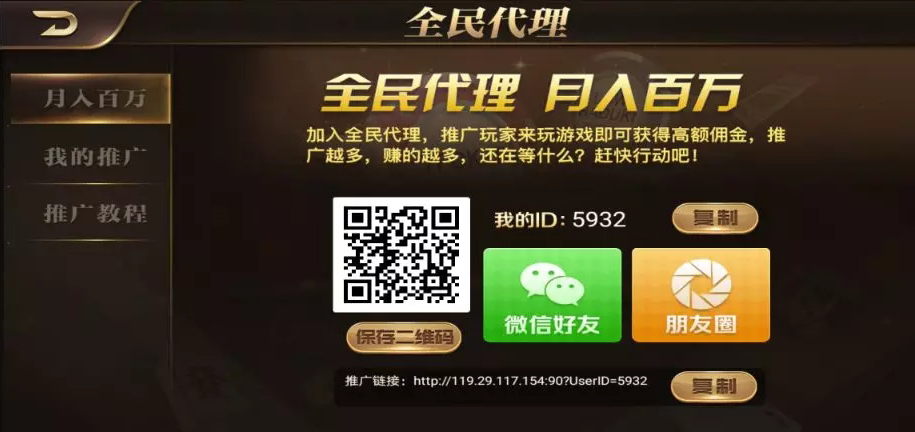 全民代理
月入百万
我的推广
推广教程
全民代理 月入百万
加入全民代理，推广玩家来玩游戏即可获得高额佣金，推
广越多，赚的越多，还在等什么？赶快行动吧！
我的ID：5932
复制
微信好友
朋友圈
保存二维码
推广链接：http://119.29.117.154:90?UserID=5932
复制